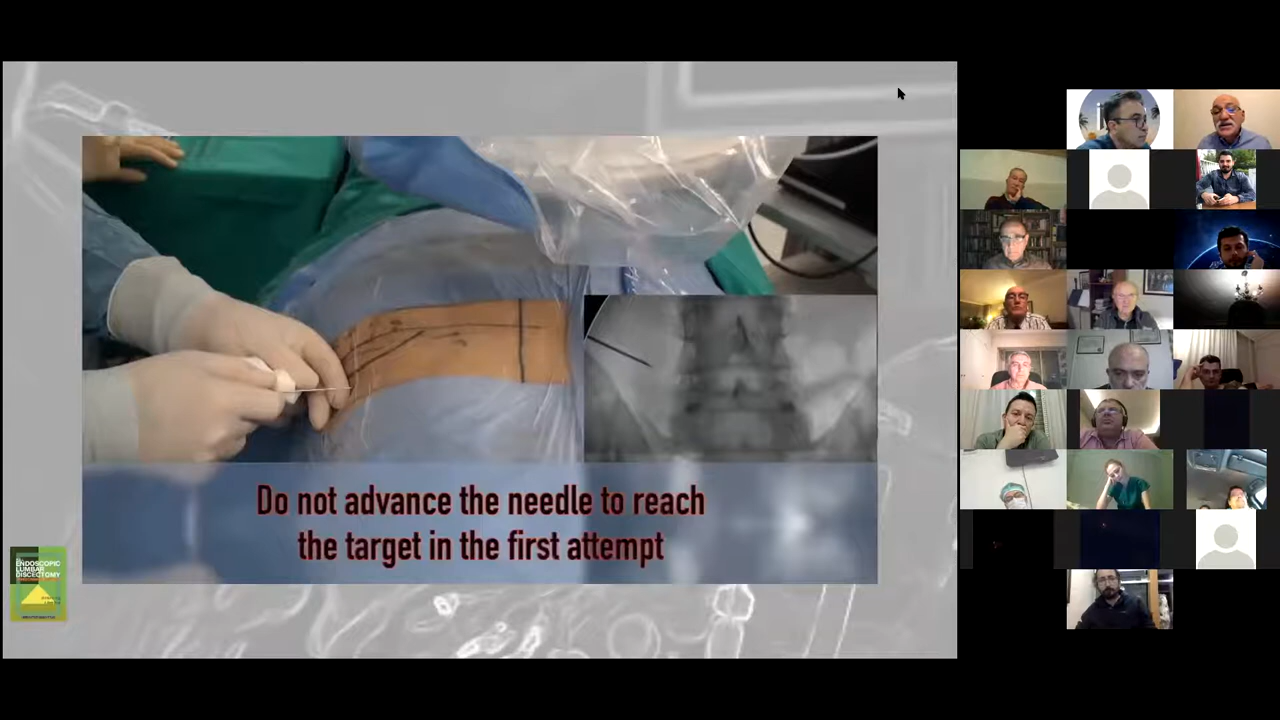 Do not advance the needle to reach
the target in the first attempt
ENDOSCOPIC
LUMBAR
DISCECTOMY